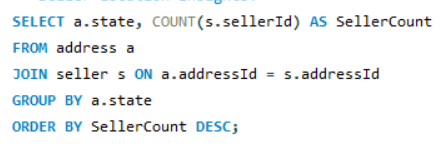 SELECT a.state, COUNT(s.sellerId) AS SellerCount
FROM address a
JOIN seller s ON a.addressId = s.addressId
GROUP BY a.state
ORDER BY SellerCount DESC;